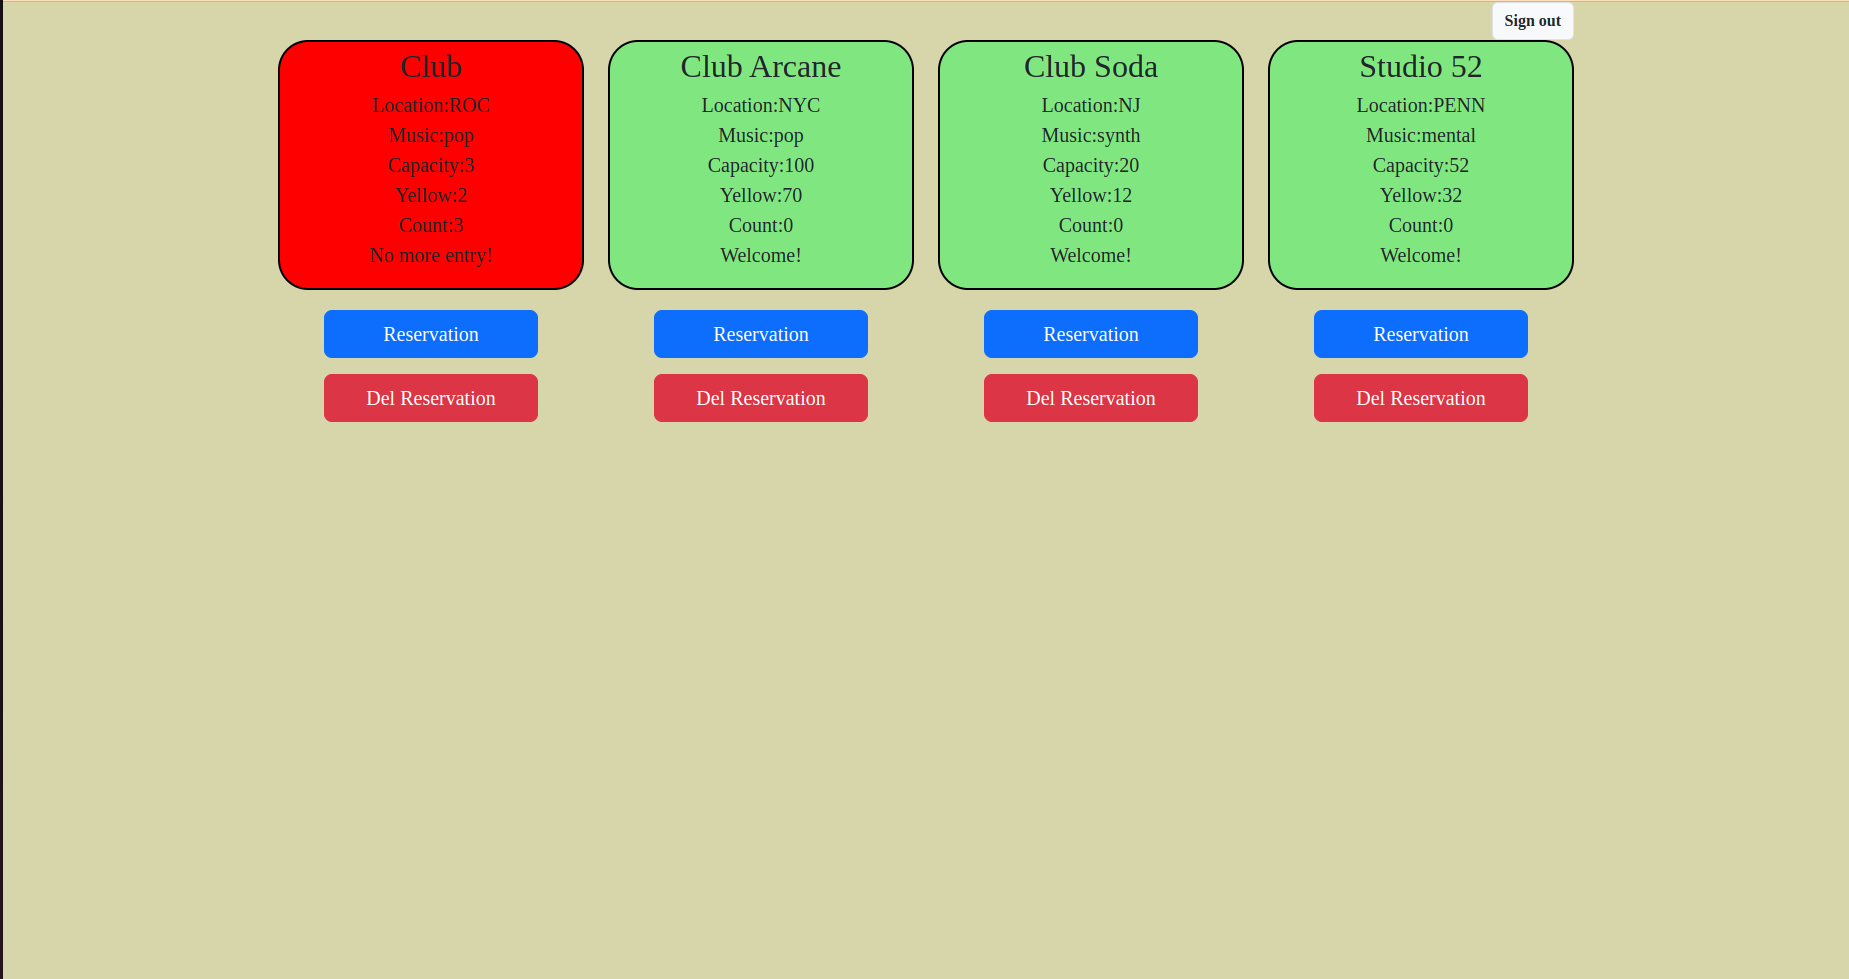 Sign out
Club
Location:ROC
Music:pop
Capacity:3
Yellow:2
Count:3
No more entry!
Reservation
Del Reservation
Club Arcane
Location:NYC
Music:pop
Capacity:100
Yellow:70
Count:0
Welcome!
Reservation
Del Reservation
Club Soda
Location:NJ
Music:synth
Capacity:20
Yellow:12
Count:0
Welcome!
Reservation
Del Reservation
Studio 52
Location:PENN
Music:mental
Capacity:52
Yellow:32
Count:0
Welcome!
Reservation
Del Reservation